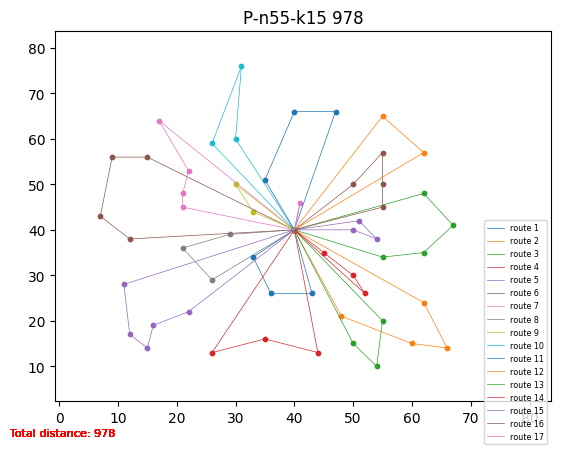 P-n55-k15 978
80
70
60
50
40
30
20
10
0 10 20 30 40 50 60 70 80
route 1
route 2
route 3
route 4
route 5
route 6
route 7
route 8
route 9
route 10
route 11
route 12
route 13
route 14
route 15
route 16
route 17
Total distance: